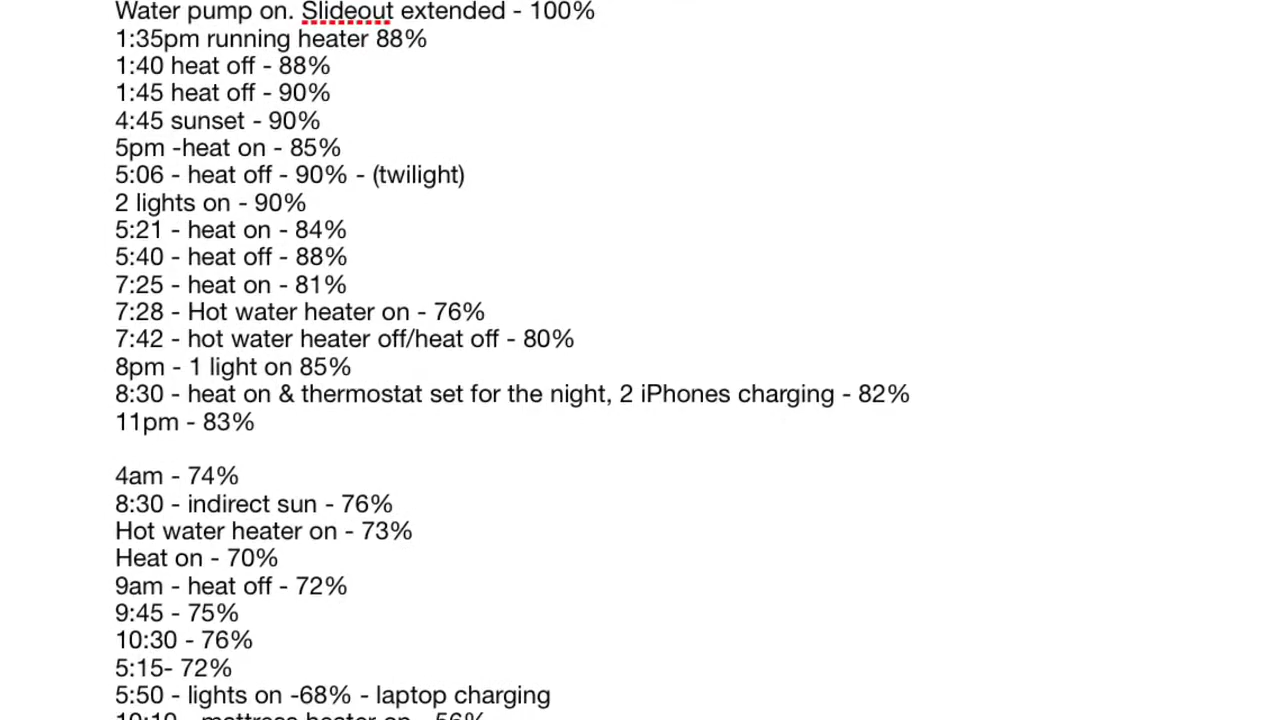 Water pump on. Slideout extended - 100%
1:35pm running heater 88%
1:40 heat off - 88%
1:45 heat off - 90%
4:45 sunset - 90%
5pm -heat on - 85%
5:06 - heat off - 90% - (twilight)
2 lights on - 90%
5:21 - heat on - 84%
5:40 - heat off - 88%
7:25 - heat on - 81%
7:28 - Hot water heater on - 76%
7:42 - hot water heater off/heat off - 80%
8pm - 1 light on 85%
8:30 - heat on & thermostat set for the night, 2 iPhones charging - 82%
11pm - 83%
4am - 74%
8:30 - indirect sun - 76%
Hot water heater on - 73%
Heat on - 70%
9am - heat off - 72%
9:45 - 75%
10:30 - 76%
5:15- 72%
5:50 - lights on -68% - laptop charging
10:10 - mattress heater on - 56%